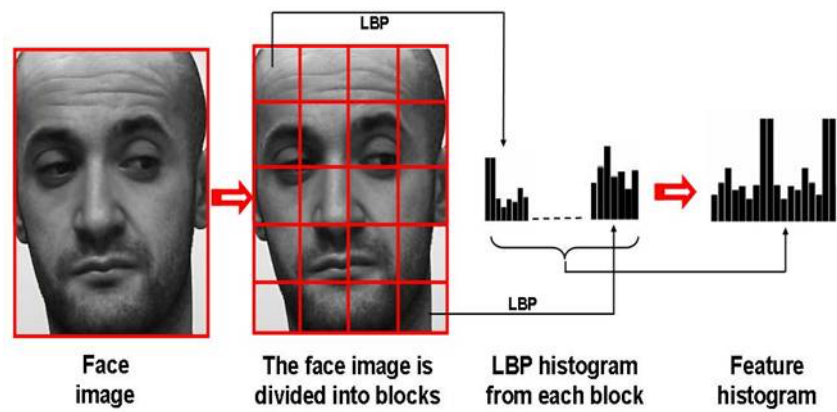 LBP
LBP
Face
image
The face image is
divided into blocks
LBP histogram
from each block
Feature
histogram